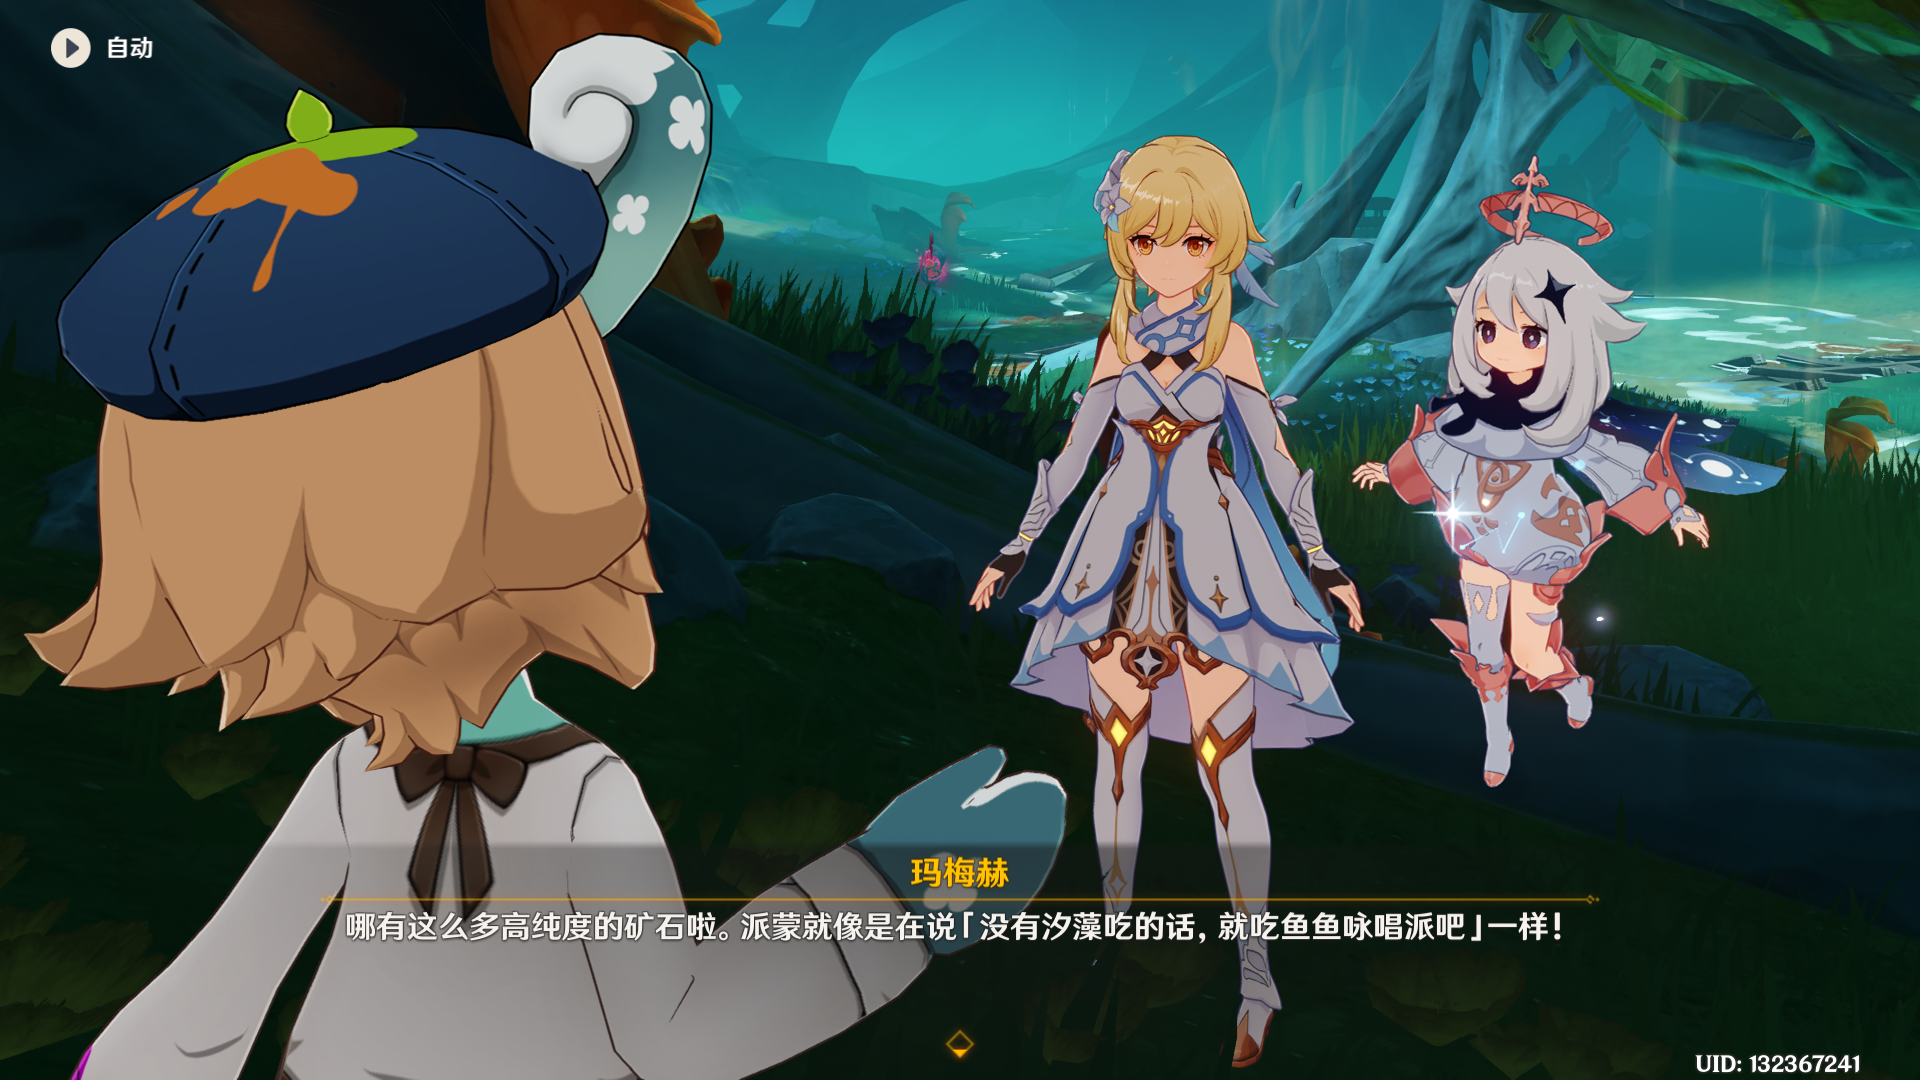 自动
玛梅赫
哪有这么多高纯度的矿石啦。派蒙就像是在说「没有汐藻吃的话，就吃鱼鱼咏唱派吧」一样！
UID: 132367241